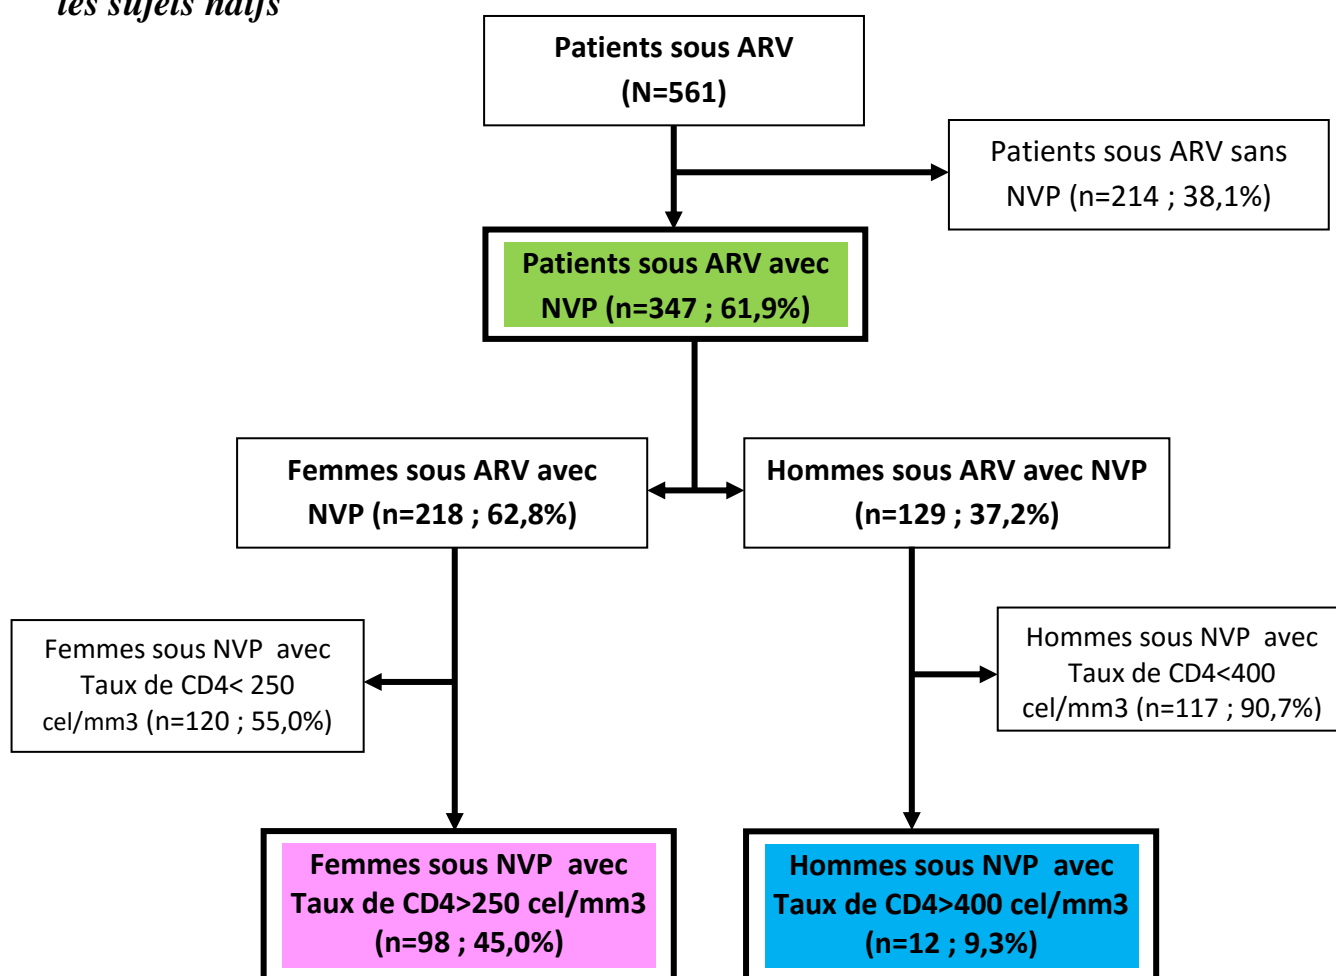 les sujets naïfs
Patients sous ARV
(N=561)
Patients sous ARV sans
NVP (n=214 ; 38,1%)
Patients sous ARV avec
NVP (n=347 ; 61,9%)
Femmes sous ARV avec
NVP (n=218 ; 62,8%)
Hommes sous ARV avec NVP
(n=129 ; 37,2%)
Femmes sous NVP avec
Taux de CD4< 250
cel/mm3 (n=120 ; 55,0%)
Hommes sous NVP avec
Taux de CD4<400
cel/mm3 (n=117 ; 90,7%)
Femmes sous NVP avec
Taux de CD4>250 cel/mm3
(n=98 ; 45,0%)
Hommes sous NVP avec
Taux de CD4>400 cel/mm3
(n=12 ; 9,3%)